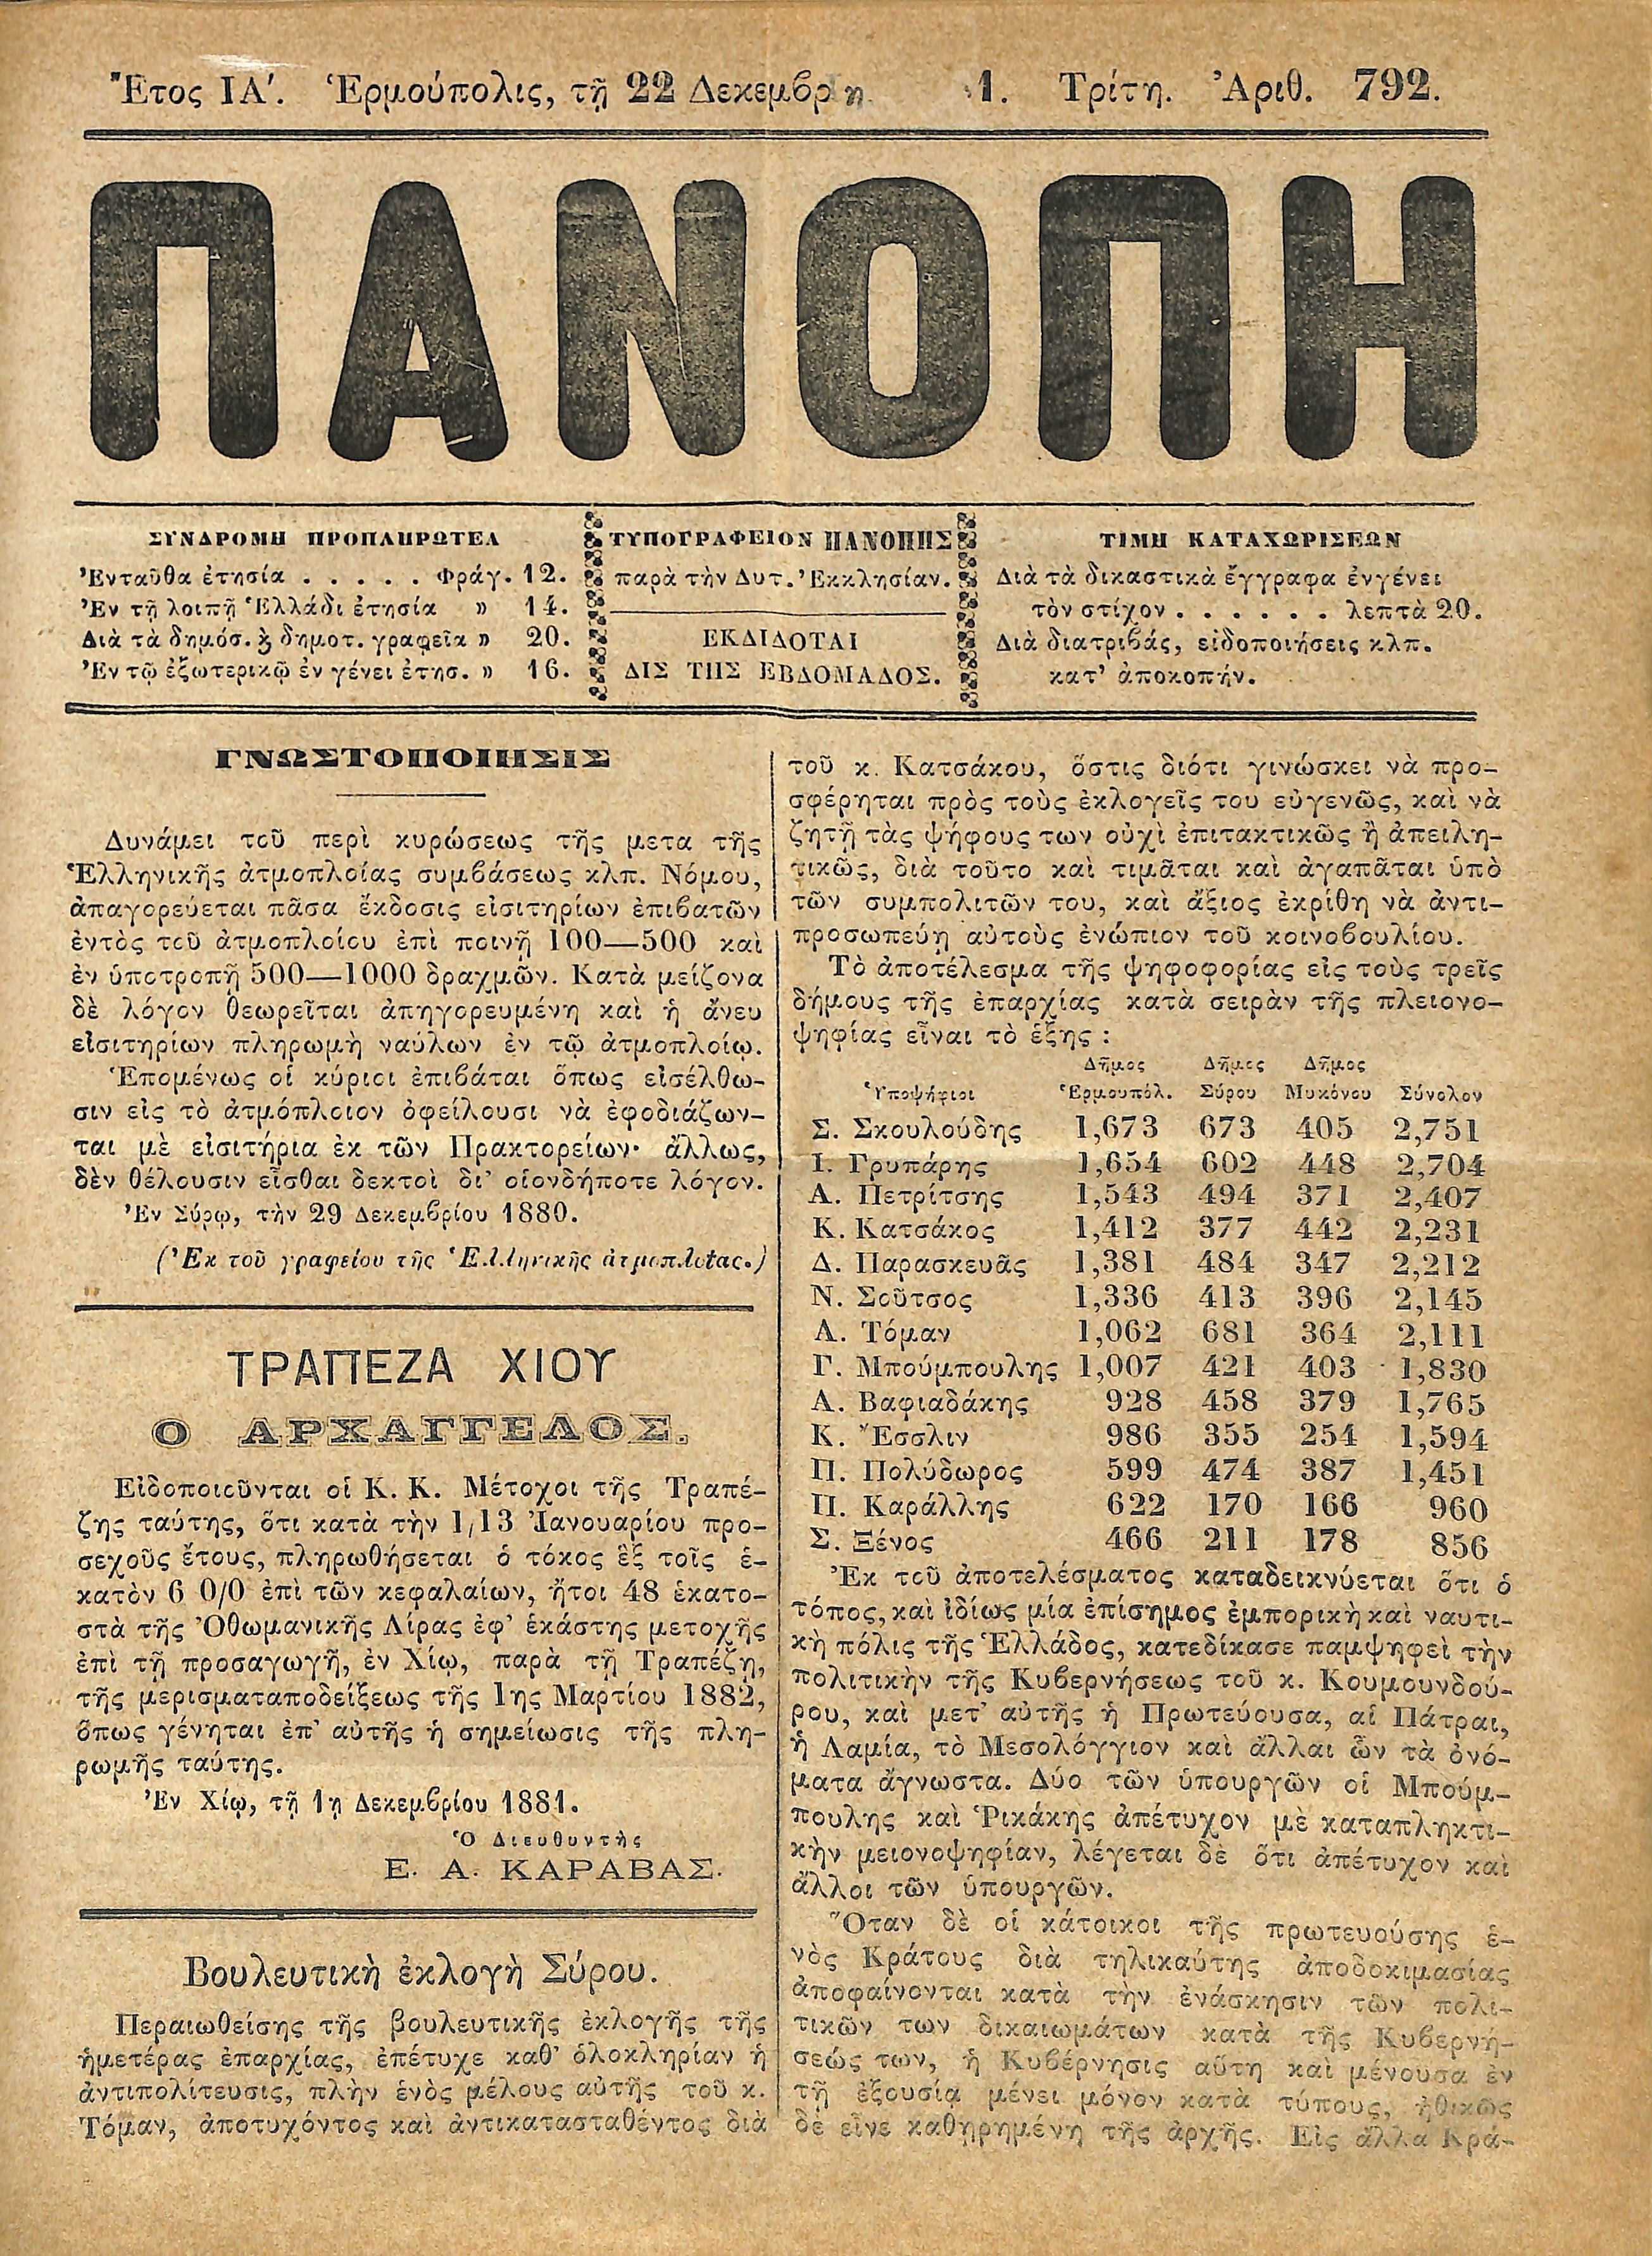 Ἔτος ΙΑ΄. Ἑρμούπολις, τῇ 22 Δεκεμβρ 1. Τρίτη. Ἀριθ. 792.
ΠΑΝΟΠΗ
ΣΥΝΔΡΟΜΗ ΠΡΟΠΛΗΡΩΤΕΑ
Ἐνταῦθα ἐτησία . . . . . Φράγ. 12.
Ἐν τῇ λοιπῇ Ἑλλάδι ἐτησία » 14.
Διὰ τὰ δημόσ. ϗ δημοτ. γραφεῖα » 20.
Ἐν τῷ ἐξωτερικῷ ἐν γένει ἐτησ. » 16.
ΤΥΠΟΓΡΑΦΕΙΟΝ ΠΑΝΟΠΗΣ
παρὰ τὴν Δυτ. Ἐκκλησίαν.
ΕΚΔΙΔΟΤΑΙ
ΔΙΣ ΤΗΣ ΕΒΔΟΜΑΔΟΣ.
ΤΙΜΗ ΚΑΤΑΧΩΡΙΣΕΩΝ
Διὰ τὰ δικαστικὰ ἔγγραφα ἐνγένει
τὸν στίχον . . . . . . λεπτὰ 20.
Διὰ διατριβάς, εἰδοποιήσεις κλπ.
κατ' ἀποκοπήν.
ΓΝΩΣΤΟΠΟΙΗΣΙΣ
Δυνάμει τοῦ περὶ κυρώσεως τῆς μετα τῆς
Ἑλληνικῆς ἀτμοπλοίας συμβάσεως κλπ. Νόμου,
ἀπαγορεύεται πᾶσα ἔκδοσις εἰσιτηρίων ἐπιβατῶν
ἐντὸς τοῦ ἀτμοπλοίου ἐπὶ ποινῇ 100—500 καὶ
ἐν ὑποτροπῇ 500—1000 δραχμῶν. Κατὰ μείζονα
δὲ λόγον θεωρεῖται ἀπηγορευμένη καὶ ἡ ἄνευ
εἰσιτηρίων πληρωμὴ ναύλων ἐν τῷ ἀτμοπλοίῳ.
Ἑπομένως οἱ κύριοι ἐπιβάται ὅπως εἰσέλθω-
σιν εἰς τὸ ἀτμόπλοιον ὀφείλουσι νὰ ἐφοδιάζων-
ται μὲ εἰσιτήρια ἐκ τῶν Πρακτορείων· ἄλλως,
δὲν θέλουσιν εἶσθαι δεκτοὶ δι' οἱονδήποτε λόγον.
Ἐν Σύρῳ, τὴν 29 Δεκεμβρίου 1880.
(Ἐκ τοῦ γραφείου τῆς Ἑλληνικῆς ἀτμοπλοίας.)
ΤΡΑΠΕΖΑ ΧΙΟΥ
Ο ΑΡΧΑΓΓΕΛΟΣ.
Εἰδοποιοῦνται οἱ Κ. Κ. Μέτοχοι τῆς Τραπέ-
ζης ταύτης, ὅτι κατὰ τὴν 1/13 Ἰανουαρίου προ-
σεχοῦς ἔτους, πληρωθήσεται ὁ τόκος ἓξ τοῖς ἑ-
κατὸν 6 0/0 ἐπὶ τῶν κεφαλαίων, ἤτοι 48 ἑκατο-
στὰ τῆς Ὀθωμανικῆς Λίρας ἐφ' ἑκάστης μετοχῆς
ἐπὶ τῇ προσαγωγῇ, ἐν Χίῳ, παρὰ τῇ Τραπέζῃ,
τῆς μερισματαποδείξεως τῆς 1ης Μαρτίου 1882,
ὅπως γένηται ἐπ' αὐτῆς ἡ σημείωσις τῆς πλη-
ρωμῆς ταύτης.
Ἐν Χίῳ, τῇ 1ῃ Δεκεμβρίου 1881.
Ὁ Διευθυντὴς
Ε. Α. ΚΑΡΑΒΑΣ.
Βουλευτικὴ ἐκλογὴ Σύρου.
Περαιωθείσης τῆς βουλευτικῆς ἐκλογῆς τῆς
ἡμετέρας ἐπαρχίας, ἐπέτυχε καθ' ὁλοκληρίαν ἡ
ἀντιπολίτευσις, πλὴν ἑνὸς μέλους αὐτῆς τοῦ κ.
Τόμαν, ἀποτυχόντος καὶ ἀντικατασταθέντος διὰ
τοῦ κ. Κατσάκου, ὅστις διότι γινώσκει νὰ προ-
σφέρηται πρὸς τοὺς ἐκλογεῖς του εὐγενῶς, καὶ νὰ
ζητῇ τὰς ψήφους των οὐχὶ ἐπιτακτικῶς ἢ ἀπειλη-
τικῶς, διὰ τοῦτο καὶ τιμᾶται καὶ ἀγαπᾶται ὑπὸ
τῶν συμπολιτῶν του, καὶ ἄξιος ἐκρίθη νὰ ἀντι-
προσωπεύῃ αὐτοὺς ἐνώπιον τοῦ κοινοβουλίου.
Τὸ ἀποτέλεσμα τῆς ψηφοφορίας εἰς τοὺς τρεῖς
δήμους τῆς ἐπαρχίας κατὰ σειρὰν τῆς πλειονο-
ψηφίας εἶναι τὸ ἑξῆς :
Δῆμος Δῆμος Δῆμος
Ὑποψήφιοι Ἑρμουπόλ. Σύρου Μυκόνου Σύνολον
Σ. Σκουλούδης 1,673 673 405 2,751
Ι. Γρυπάρης 1,654 602 448 2,704
Α. Πετρίτσης 1,543 494 371 2,407
Κ. Κατσάκος 1,412 377 442 2,231
Δ. Παρασκευᾶς 1,381 484 347 2,212
Ν. Σοῦτσος 1,336 413 396 2,145
Α. Τόμαν 1,062 681 364 2,111
Γ. Μπούμπουλης 1,007 421 403 1,830
Α. Βαφιαδάκης 928 458 379 1,765
Κ. Ἔσσλιν 986 355 254 1,594
Π. Πολύδωρος 599 474 387 1,451
Π. Καράλλης 622 170 166 960
Σ. Ξένος 466 211 178 856
Ἐκ τοῦ ἀποτελέσματος καταδεικνύεται ὅτι ὁ
τόπος, καὶ ἰδίως μία ἐπίσημος ἐμπορικὴ καὶ ναυτι-
κὴ πόλις τῆς Ἑλλάδος, κατεδίκασε παμψηφεὶ τὴν
πολιτικὴν τῆς Κυβερνήσεως τοῦ κ. Κουμουνδού-
ρου, καὶ μετ' αὐτῆς ἡ Πρωτεύουσα, αἱ Πάτραι,
ἡ Λαμία, τὸ Μεσολόγγιον καὶ ἄλλαι ὧν τὰ ὀνό-
ματα ἄγνωστα. Δύο τῶν ὑπουργῶν οἱ Μπούμ-
πουλης καὶ Ῥικάκης ἀπέτυχον μὲ καταπληκτι-
κὴν μειονοψηφίαν, λέγεται δὲ ὅτι ἀπέτυχον καὶ
ἄλλοι τῶν ὑπουργῶν.
Ὅταν δὲ οἱ κάτοικοι τῆς πρωτευούσης ἑ-
νὸς Κράτους διὰ τηλικαύτης ἀποδοκιμασίας
ἀποφαίνονται κατὰ τὴν ἐνάσκησιν τῶν πολι-
τικῶν των δικαιωμάτων κατὰ τῆς Κυβερνή-
σεώς των, ἡ Κυβέρνησις αὕτη καὶ μένουσα ἐν
τῇ ἐξουσίᾳ μένει μόνον κατὰ τύπους, ἠθικῶς
δὲ εἶνε καθῃρημένη τῆς ἀρχῆς. Εἰς ἄλλα Κρά-